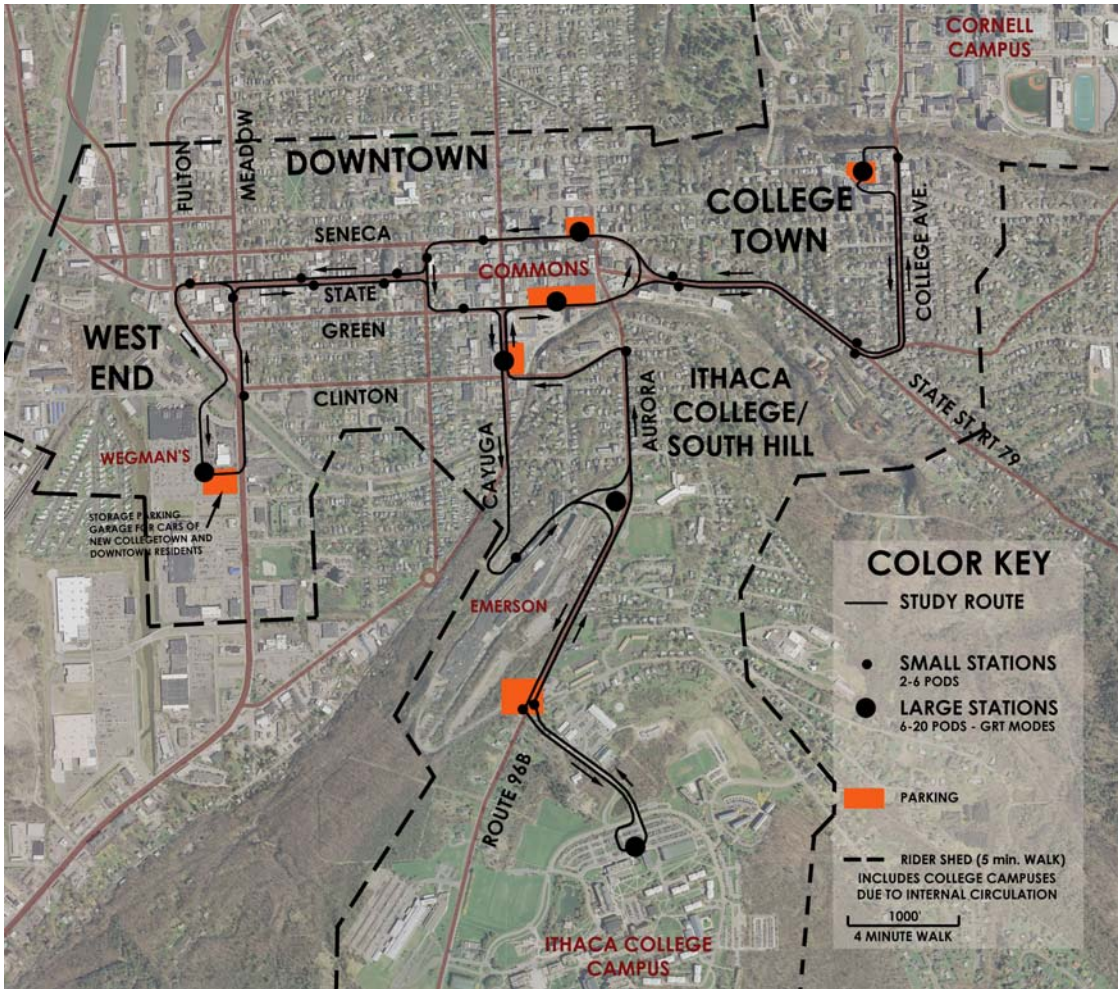 CORNELL
CAMPUS
DOWNTOWN
FULTON
MEADOW
COLLEGE
TOWN
COLLEGE AVE.
SENECA
COMMONS
STATE
GREEN
WEST
END
CLINTON
ITHACA
COLLEGE/
SOUTH HILL
AURORA
STATE ST/RT 79
WEGMAN'S
CAYUGA
STORAGE PARKING
GARAGE FOR CARS OF
NEW COLLEGETOWN AND
DOWNTOWN RESIDENTS
EMERSON
ROUTE 96B
ITHACA COLLEGE
CAMPUS
COLOR KEY
STUDY ROUTE
SMALL STATIONS
2-6 PODS
LARGE STATIONS
6-20 PODS - GRT MODES
PARKING
RIDER SHED (5 min. WALK)
INCLUDES COLLEGE CAMPUSES
DUE TO INTERNAL CIRCULATION
1000'
4 MINUTE WALK